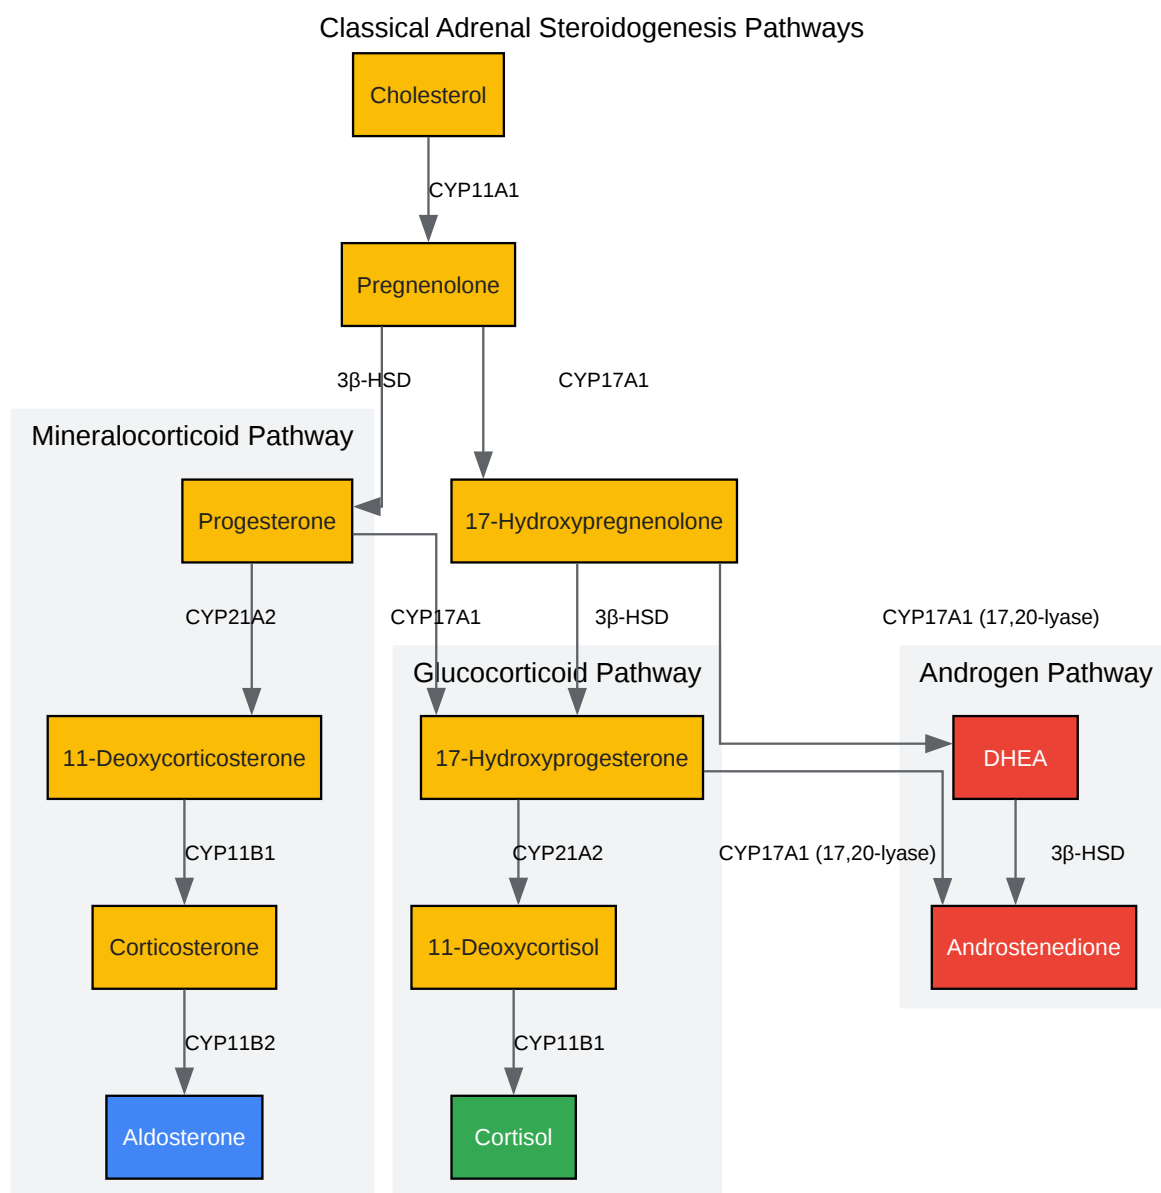 Classical Adrenal Steroidogenesis Pathways
Cholesterol
CYP11A1
Pregnenolone
3β-HSD
CYP17A1
Mineralocorticoid Pathway
Progesterone
17-Hydroxypregnenolone
CYP21A2
CYP17A1
3β-HSD
CYP17A1 (17,20-lyase)
Glucocorticoid Pathway
Androgen Pathway
11-Deoxycorticosterone
17-Hydroxyprogesterone
DHEA
CYP11B1
CYP21A2
CYP17A1 (17,20-lyase)
3β-HSD
Corticosterone
11-Deoxycortisol
Androstenedione
CYP11B2
CYP11B1
Aldosterone
Cortisol